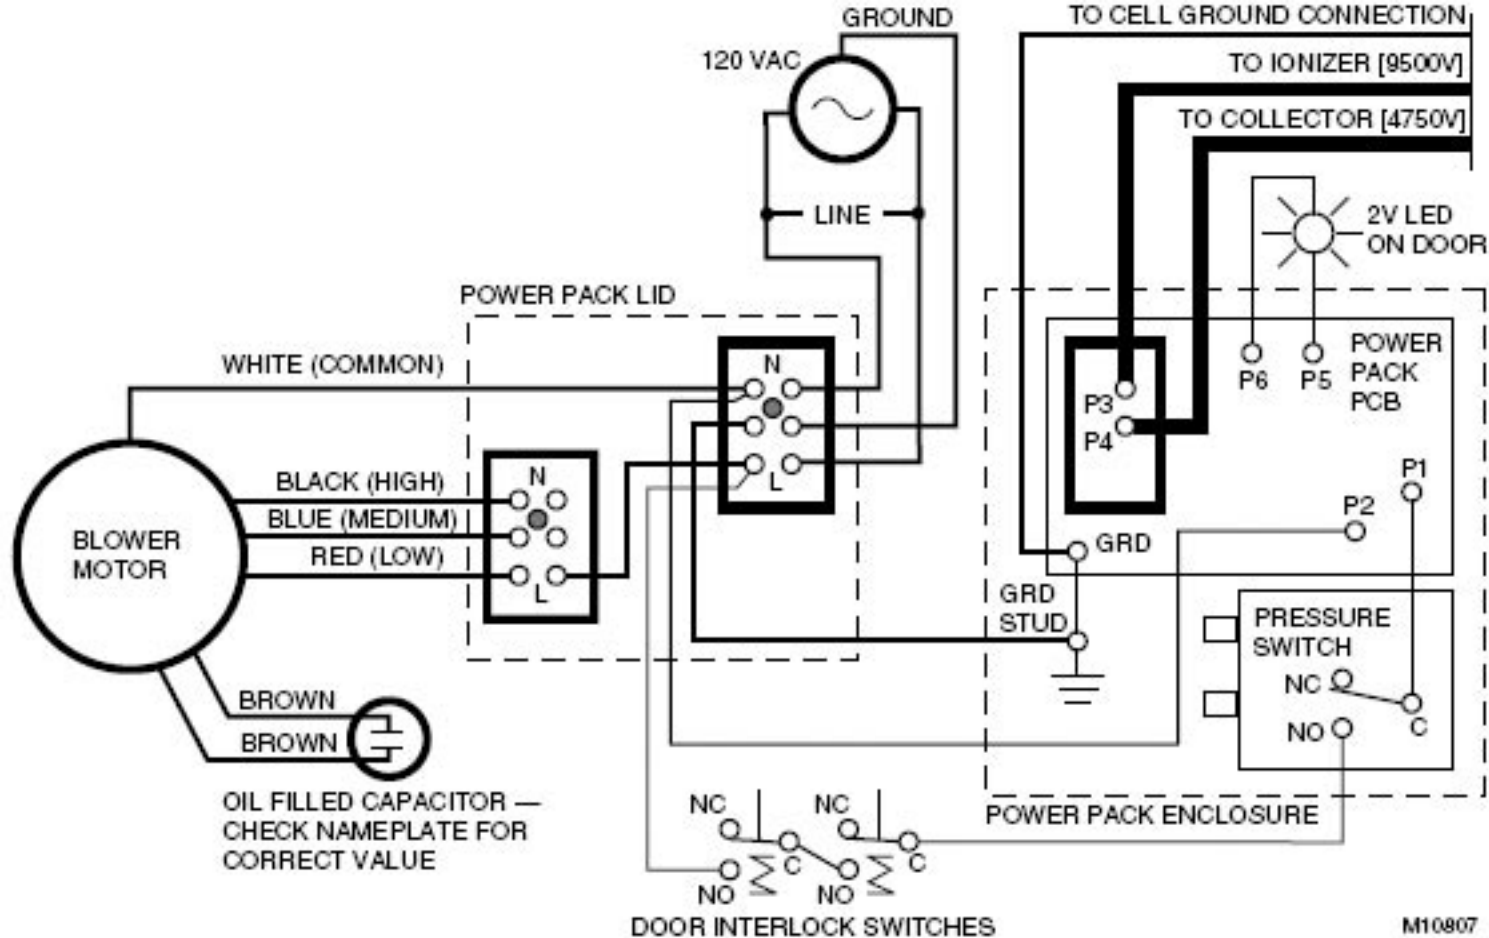 GROUND
TO CELL GROUND CONNECTION
120 VAC
TO IONIZER [9500V]
TO COLLECTOR [4750V]
LINE
2V LED
ON DOOR
POWER PACK LID
WHITE (COMMON)
N
L
P3
P4
P6
P5
POWER
PACK
PCB
BLACK (HIGH)
BLUE (MEDIUM)
RED (LOW)
N
L
BLOWER
MOTOR
P1
P2
GRD
GRD
STUD
PRESSURE
SWITCH
NC
NO
C
BROWN
BROWN
OIL FILLED CAPACITOR —
CHECK NAMEPLATE FOR
CORRECT VALUE
POWER PACK ENCLOSURE
NC
NC
C
C
NO
NO
DOOR INTERLOCK SWITCHES
M10807